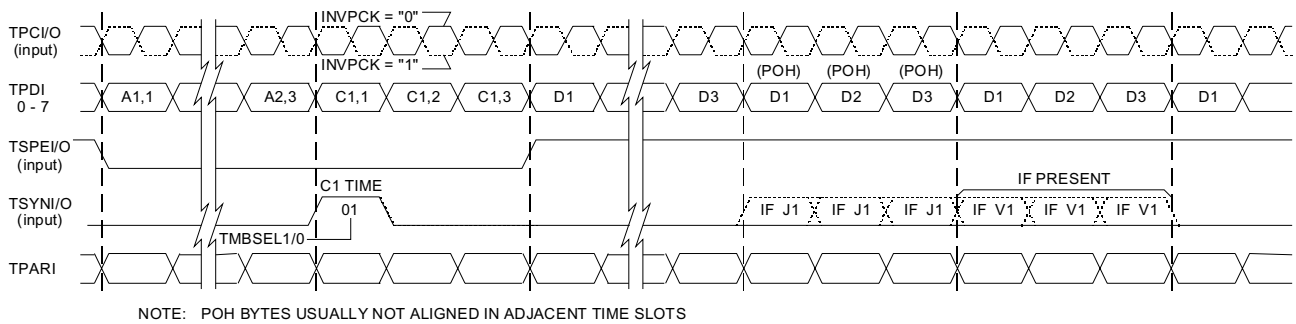 INVPCK = "0"
TPCI/O
(input)
INVPCK = "1"
(POH) (POH) (POH)
TPDI
0 - 7
A1,1 A2,3 C1,1 C1,2 C1,3 D1 D3 D1 D2 D3 D1 D2 D3 D1
TSPEI/O
(input)
C1 TIME IF PRESENT
TSYNI/O
(input)
01 IF J1 IF J1 IF J1 IF V1 IF V1 IF V1
TMBSEL1/0
TPARI
NOTE: POH BYTES USUALLY NOT ALIGNED IN ADJACENT TIME SLOTS